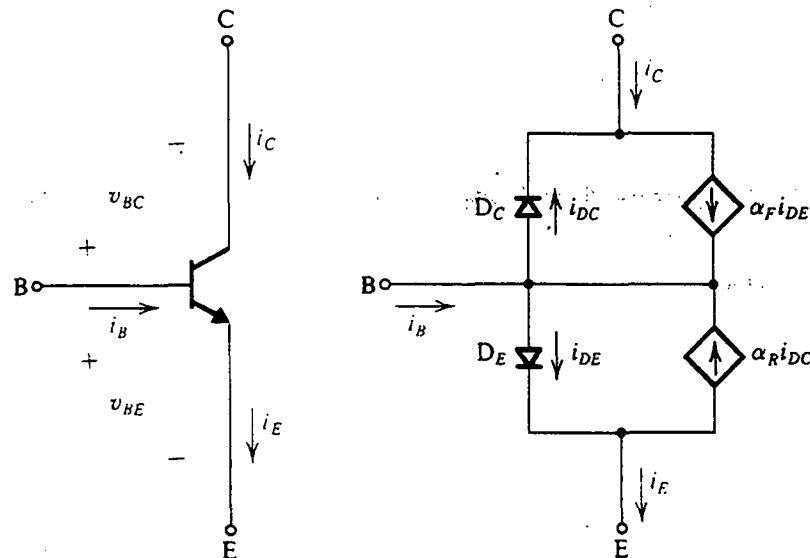 C
i_C
−
v_BC
+
B
i_B
+
v_BE
−
i_E
E
C
i_C
D_C
i_DC
α_F i_DE
B
i_B
D_E
i_DE
α_R i_DC
i_E
E